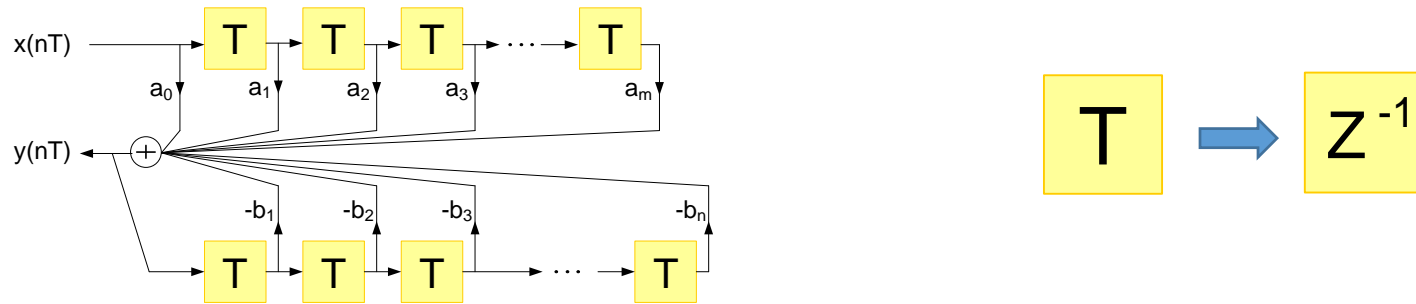 x(nT) T T T ... T
a₀ a₁ a₂ a₃ aₘ
y(nT) +
-b₁ -b₂ -b₃ -bₙ
T T T ... T
T Z⁻¹